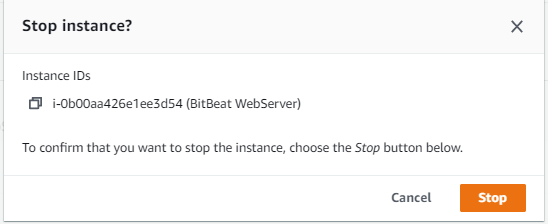 Stop instance?
Instance IDs
i-0b00aa426e1ee3d54 (BitBeat WebServer)
To confirm that you want to stop the instance, choose the Stop button below.
Cancel
Stop